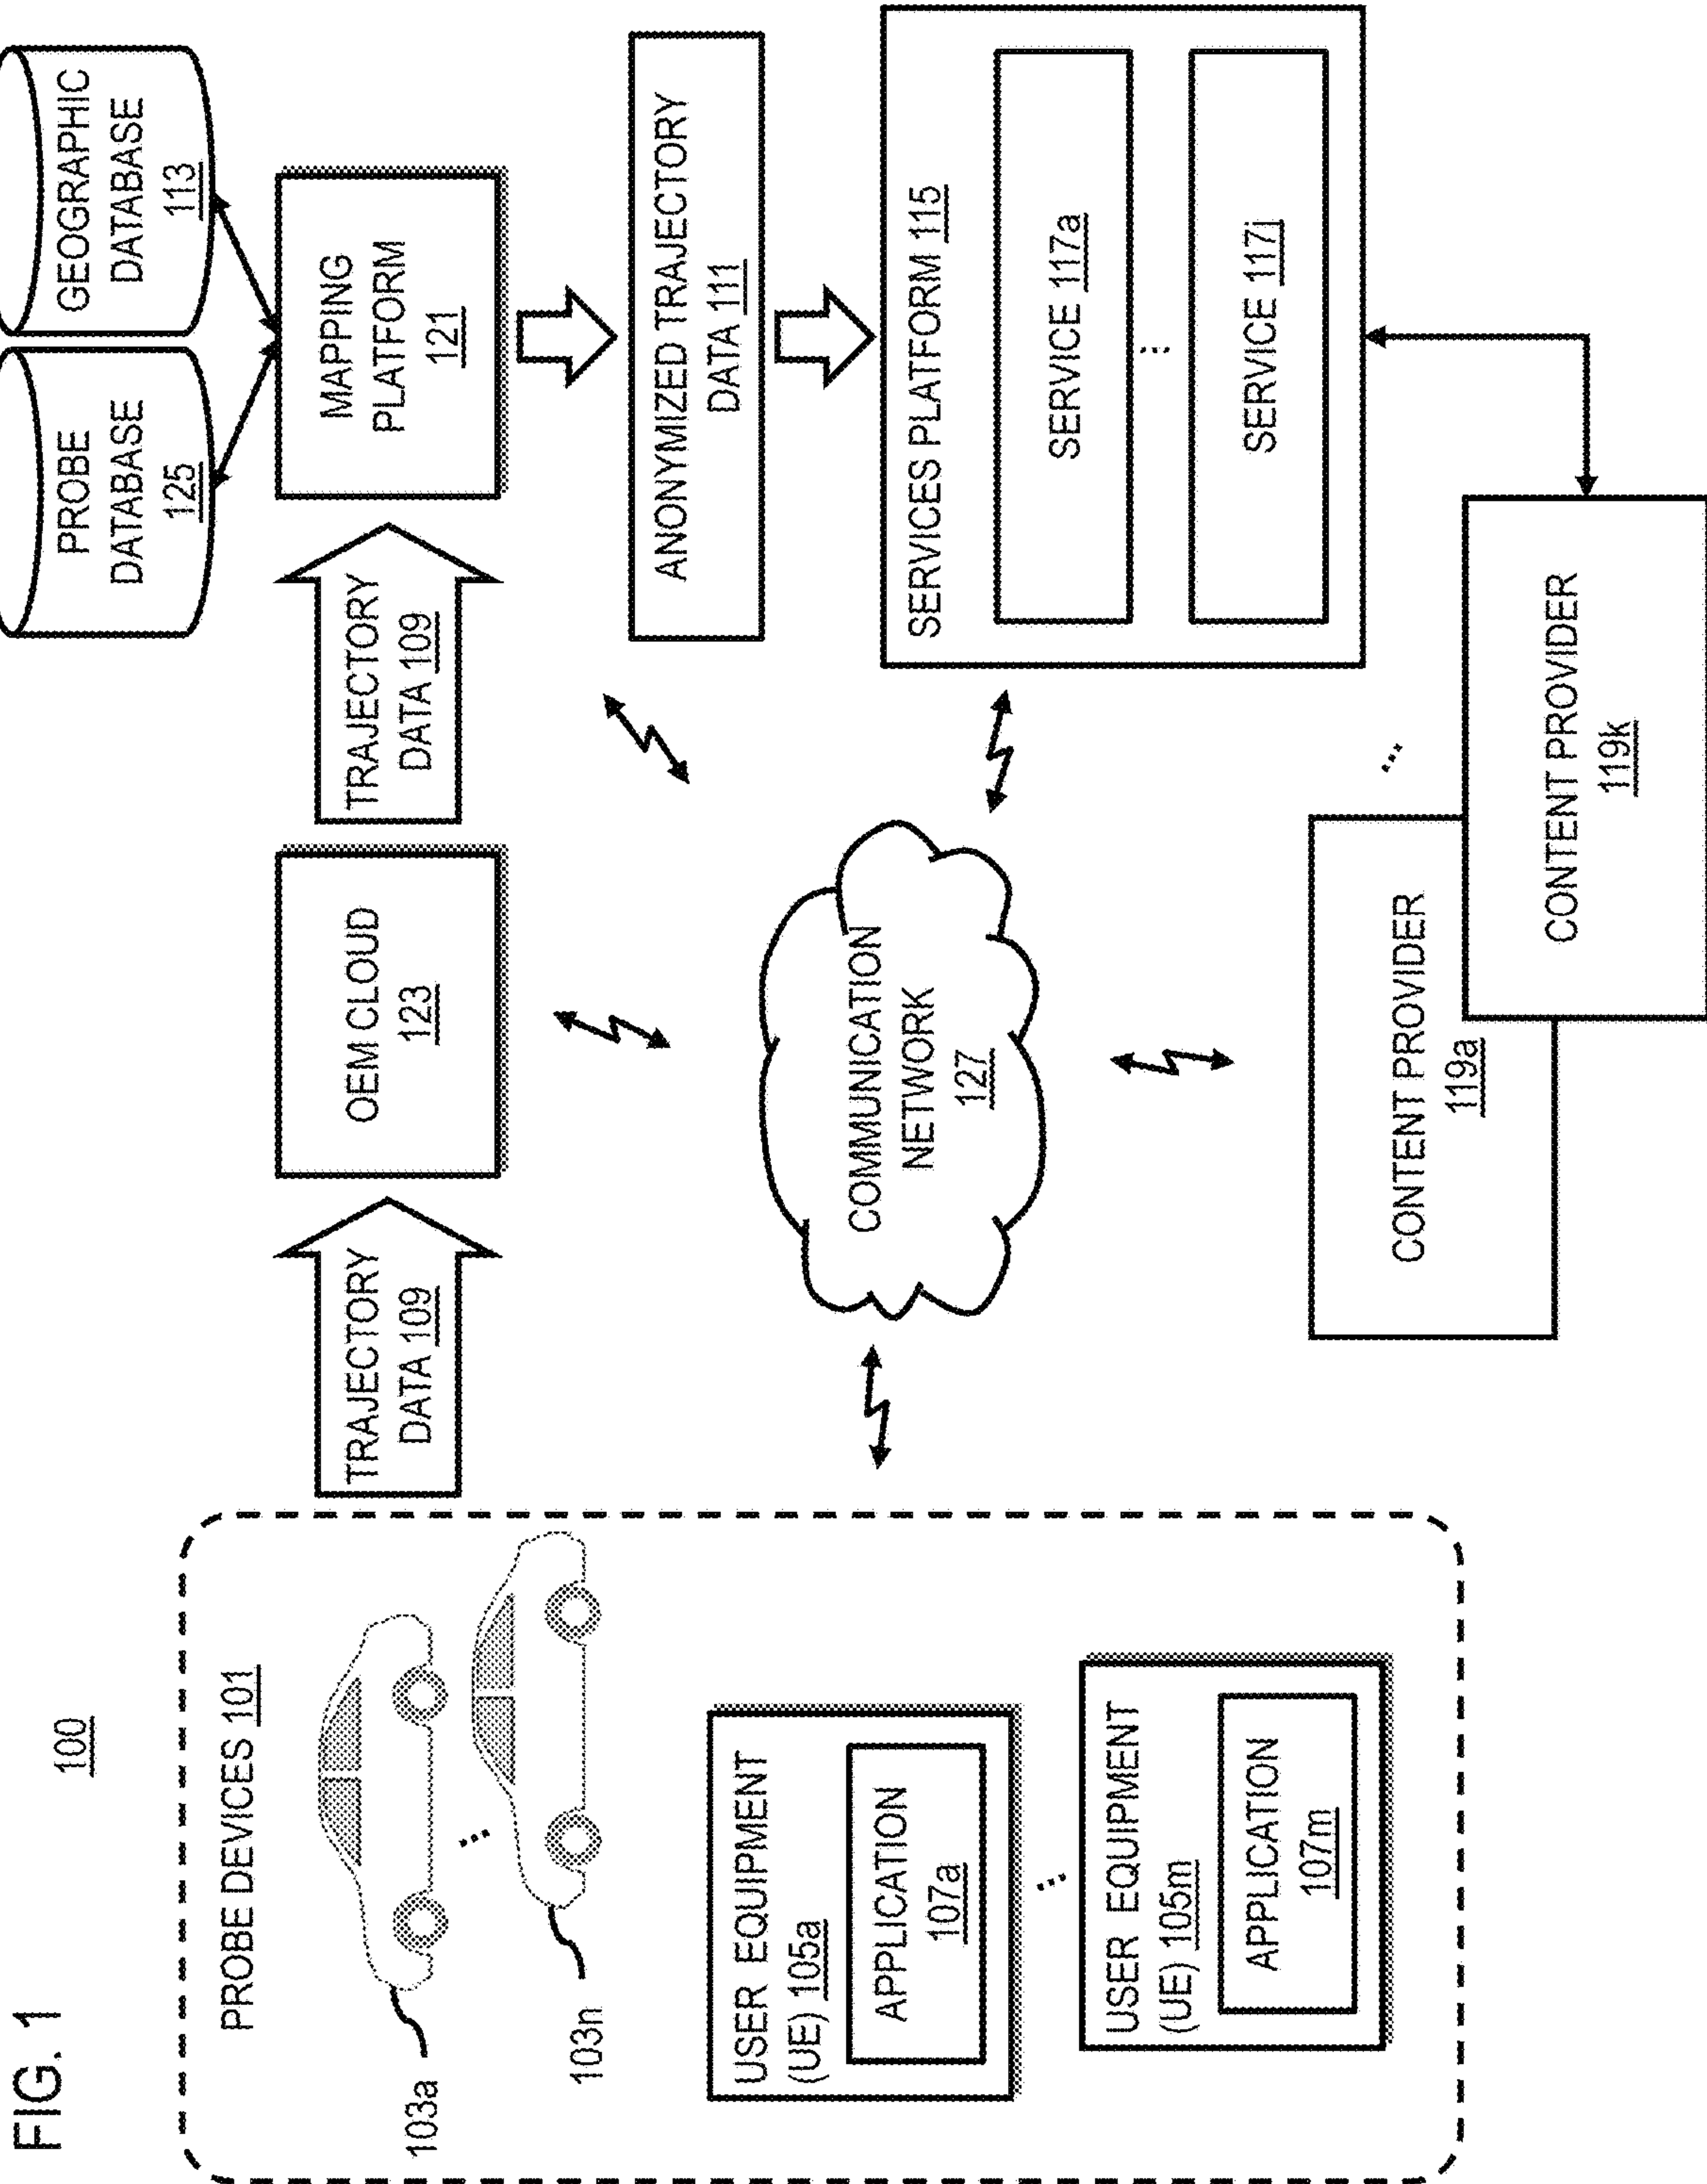 FIG. 1
100
PROBE DEVICES 101
103a
103n
USER EQUIPMENT
(UE) 105a
APPLICATION
107a
USER EQUIPMENT
(UE) 105m
APPLICATION
107m
TRAJECTORY
DATA 109
OEM CLOUD
123
TRAJECTORY
DATA 109
PROBE
DATABASE
125
GEOGRAPHIC
DATABASE
113
MAPPING
PLATFORM
121
ANONYMIZED TRAJECTORY
DATA 111
SERVICES PLATFORM 115
SERVICE 117a
...
SERVICE 117j
COMMUNICATION
NETWORK
127
CONTENT PROVIDER
119a
...
CONTENT PROVIDER
119k